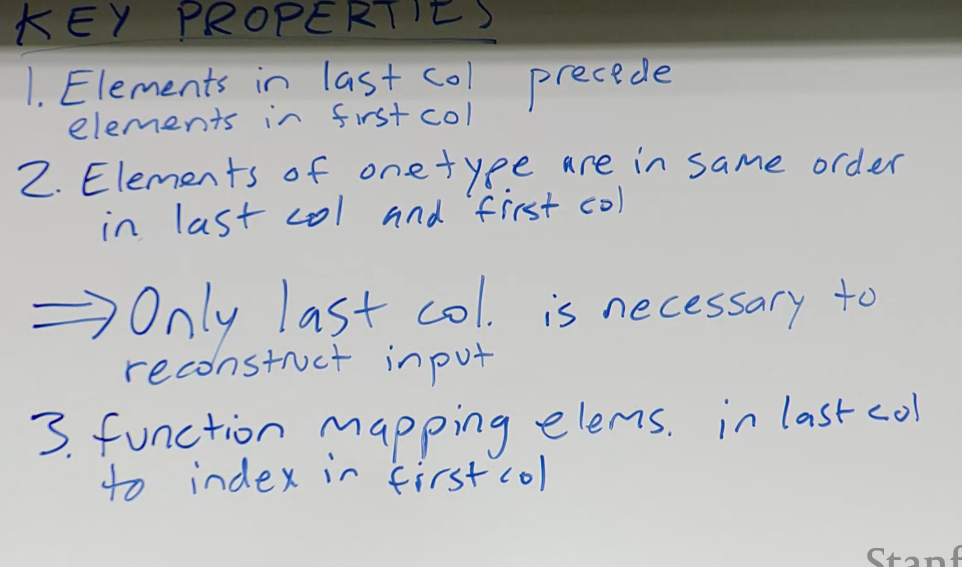 KEY PROPERTIES
1. Elements in last col precede
elements in first col
2. Elements of one type are in same order
in last col and first col
⟹ Only last col. is necessary to
reconstruct input
3. function mapping elems. in last col
to index in first col
Stanf